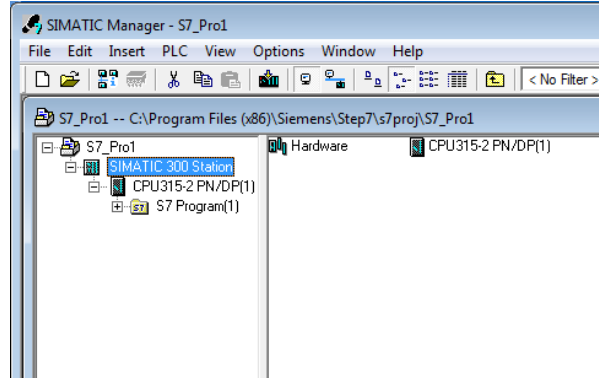 SIMATIC Manager - S7_Pro1
File Edit Insert PLC View Options Window Help
< No Filter >
S7_Pro1 -- C:\Program Files (x86)\Siemens\Step7\s7proj\S7_Pro1
S7_Pro1
SIMATIC 300 Station
CPU315-2 PN/DP(1)
S7 Program(1)
Hardware CPU315-2 PN/DP(1)